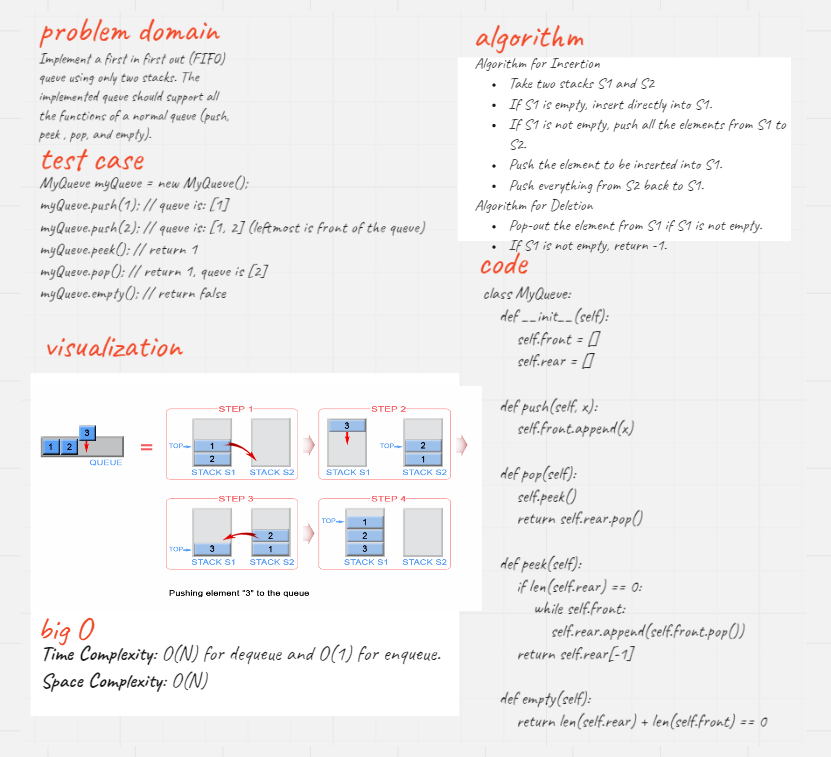 problem domain
Implement a first in first out (FIFO)
queue using only two stacks. The
implemented queue should support all
the functions of a normal queue (push,
peek , pop, and empty).
test case
MyQueue myQueue = new MyQueue();
myQueue.push(1); // queue is: [1]
myQueue.push(2); // queue is: [1, 2] (leftmost is front of the queue)
myQueue.peek(); // return 1
myQueue.pop(); // return 1, queue is [2]
myQueue.empty(); // return false
visualization
3
1 2
QUEUE
=
STEP 1
TOP
1
2
STACK S1 STACK S2
STEP 2
3
TOP
2
1
STACK S1 STACK S2
STEP 3
TOP
3
2
1
STACK S1 STACK S2
STEP 4
TOP
1
2
3
STACK S1 STACK S2
Pushing element "3" to the queue
big O
Time Complexity: O(N) for dequeue and O(1) for enqueue.
Space Complexity: O(N)
algorithm
Algorithm for Insertion
• Take two stacks S1 and S2
• If S1 is empty, insert directly into S1.
• If S1 is not empty, push all the elements from S1 to
S2.
• Push the element to be inserted into S1.
• Push everything from S2 back to S1.
Algorithm for Deletion
• Pop-out the element from S1 if S1 is not empty.
• If S1 is not empty, return -1.
code
class MyQueue:
def __init__(self):
self.front = []
self.rear = []
def push(self, x):
self.front.append(x)
def pop(self):
self.peek()
return self.rear.pop()
def peek(self):
if len(self.rear) == 0:
while self.front:
self.rear.append(self.front.pop())
return self.rear[-1]
def empty(self):
return len(self.rear) + len(self.front) == 0